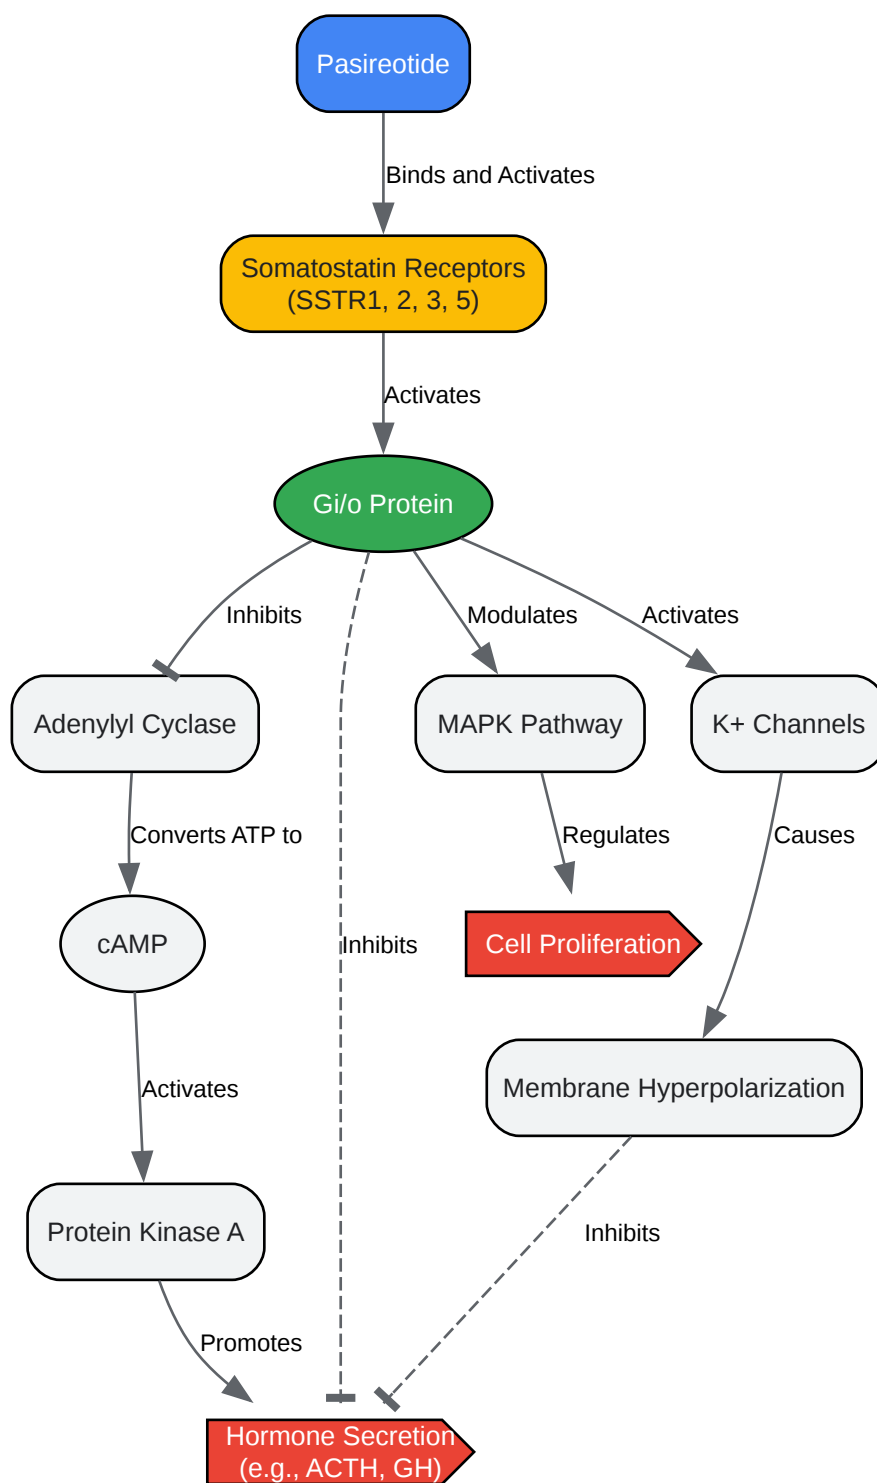 Pasireotide
Binds and Activates
Somatostatin Receptors
(SSTR1, 2, 3, 5)
Activates
Gi/o Protein
Inhibits
Modulates
Activates
Adenylyl Cyclase
MAPK Pathway
K+ Channels
Converts ATP to
Regulates
Causes
cAMP
Inhibits
Cell Proliferation
Activates
Membrane Hyperpolarization
Protein Kinase A
Inhibits
Promotes
Hormone Secretion
(e.g., ACTH, GH)